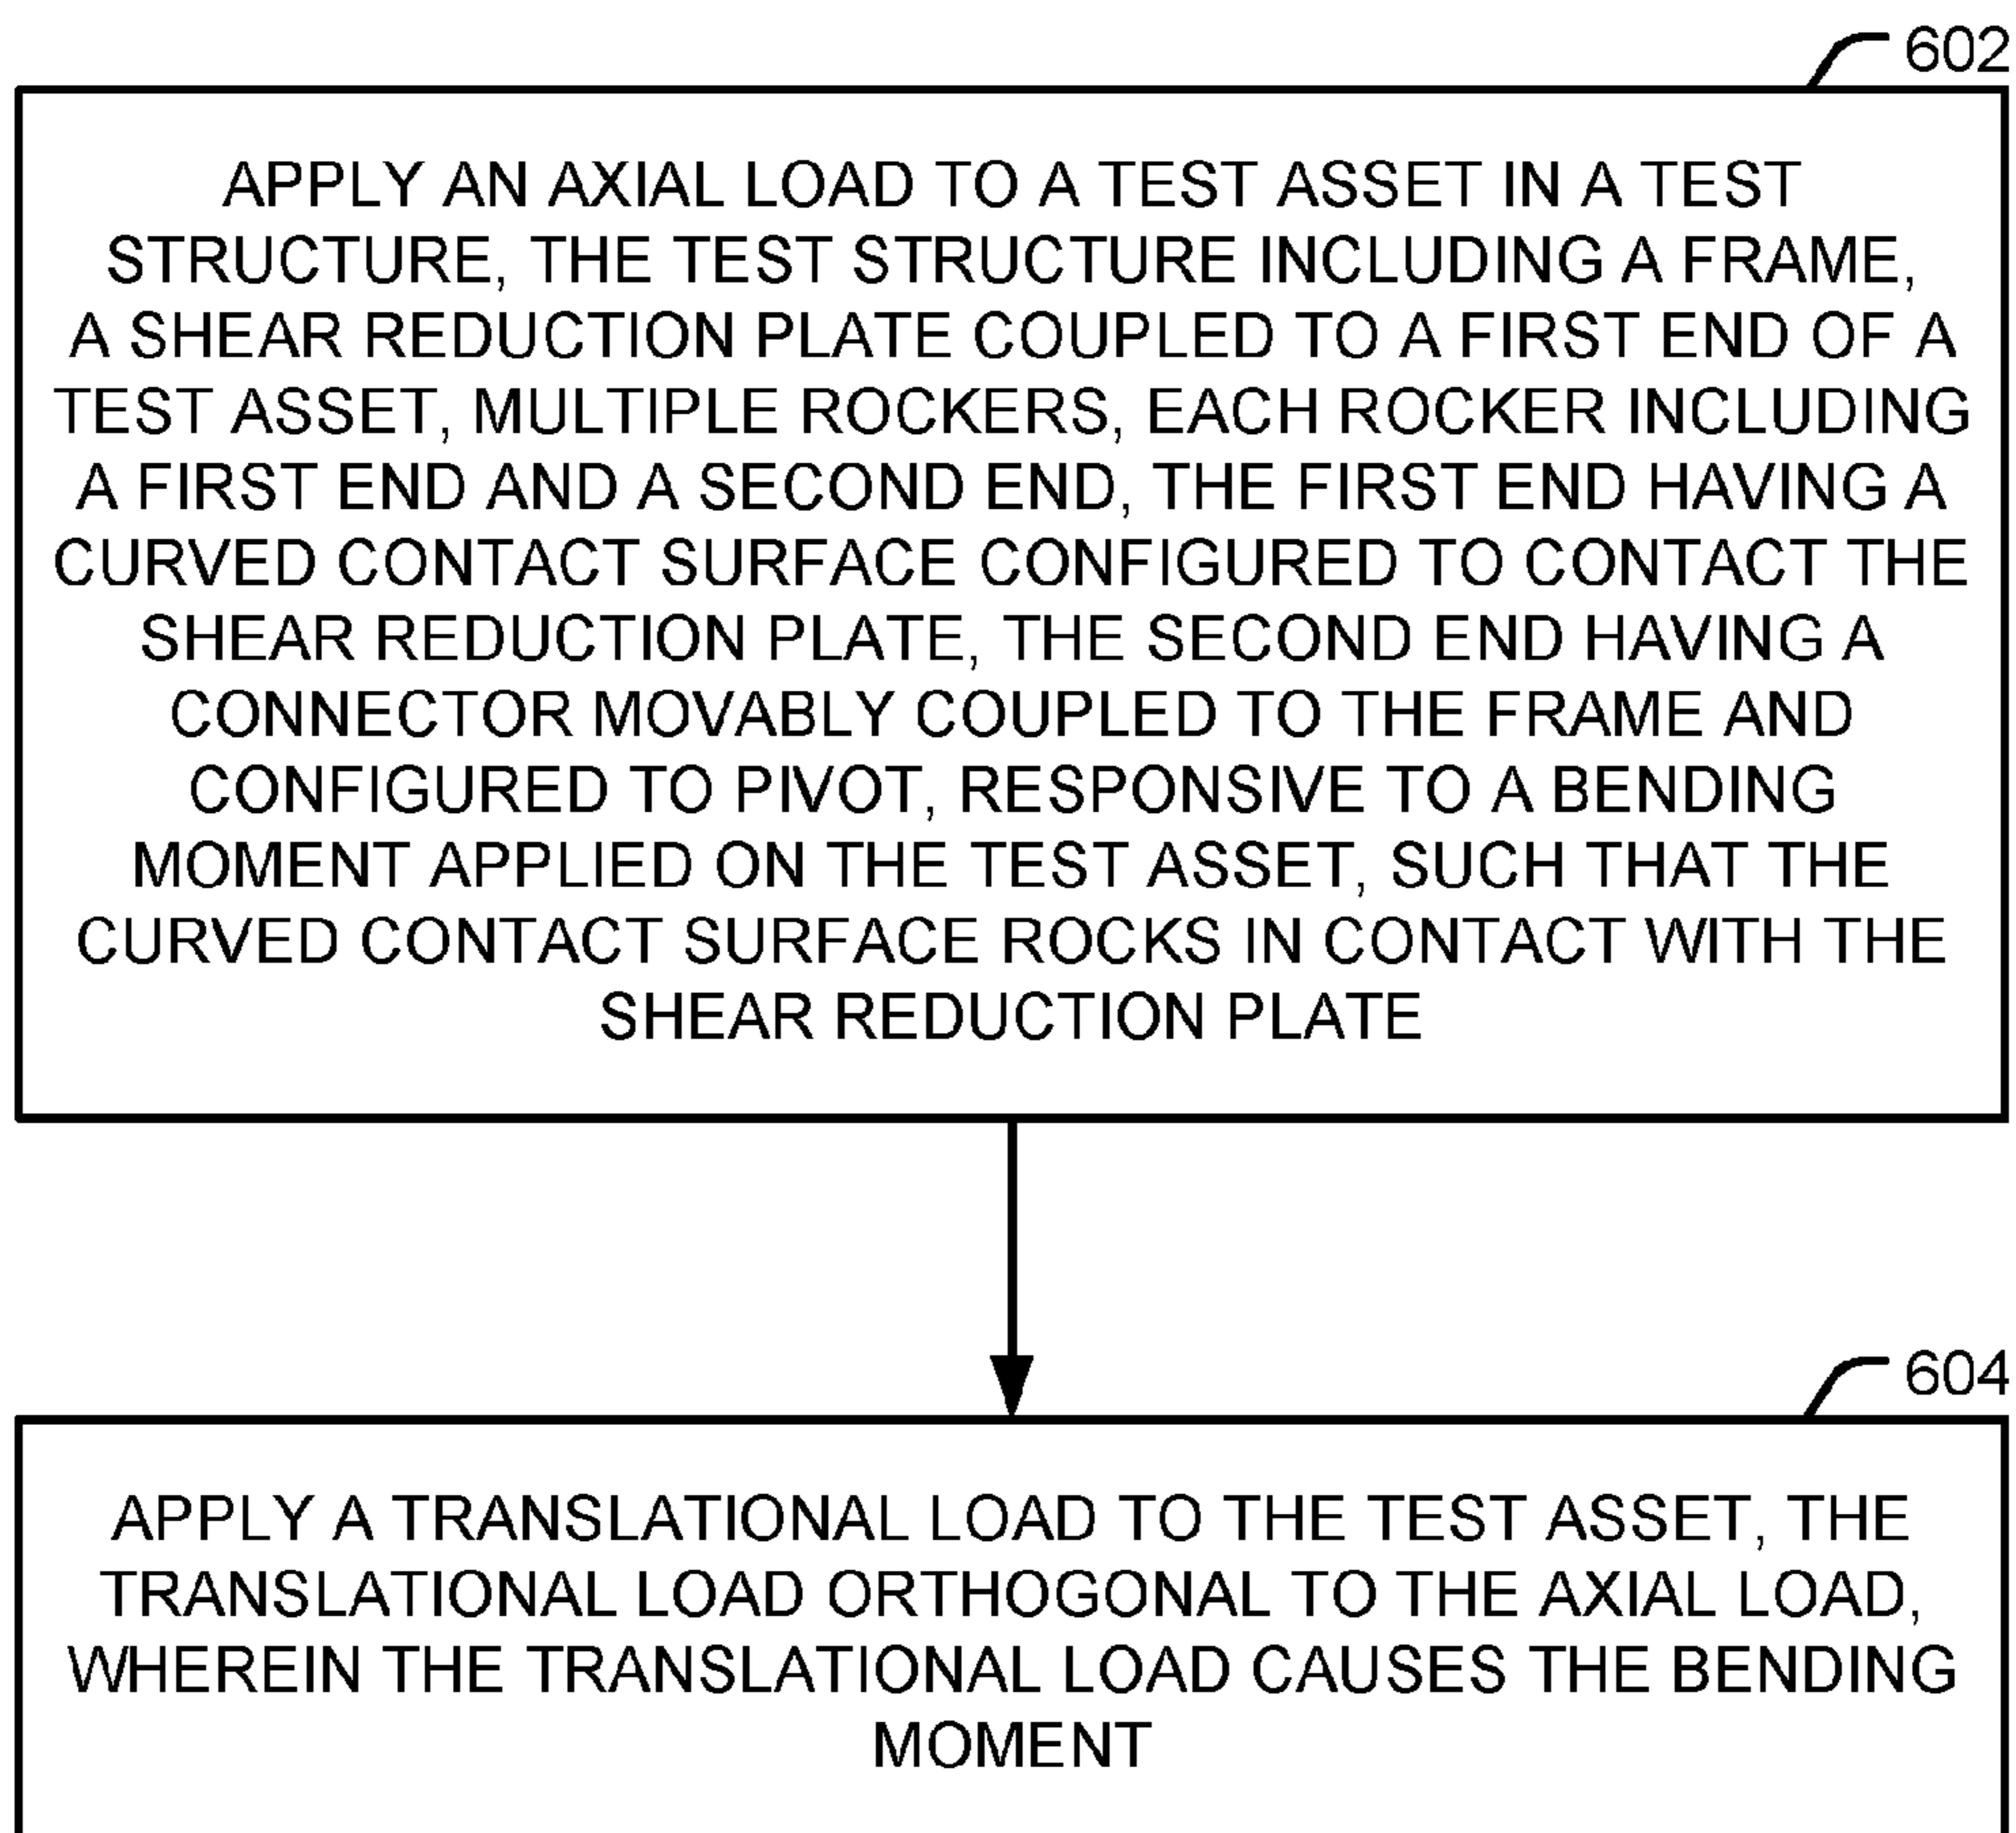 602
APPLY AN AXIAL LOAD TO A TEST ASSET IN A TEST
STRUCTURE, THE TEST STRUCTURE INCLUDING A FRAME,
A SHEAR REDUCTION PLATE COUPLED TO A FIRST END OF A
TEST ASSET, MULTIPLE ROCKERS, EACH ROCKER INCLUDING
A FIRST END AND A SECOND END, THE FIRST END HAVING A
CURVED CONTACT SURFACE CONFIGURED TO CONTACT THE
SHEAR REDUCTION PLATE, THE SECOND END HAVING A
CONNECTOR MOVABLY COUPLED TO THE FRAME AND
CONFIGURED TO PIVOT, RESPONSIVE TO A BENDING
MOMENT APPLIED ON THE TEST ASSET, SUCH THAT THE
CURVED CONTACT SURFACE ROCKS IN CONTACT WITH THE
SHEAR REDUCTION PLATE
604
APPLY A TRANSLATIONAL LOAD TO THE TEST ASSET, THE
TRANSLATIONAL LOAD ORTHOGONAL TO THE AXIAL LOAD,
WHEREIN THE TRANSLATIONAL LOAD CAUSES THE BENDING
MOMENT